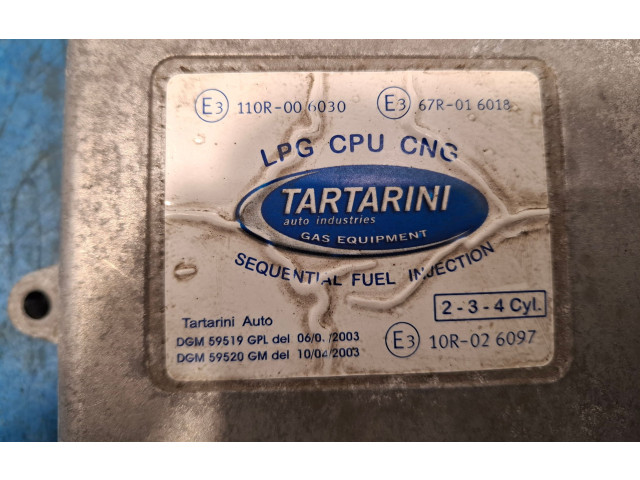 E3 110R-00 6030 E3 67R-01 6018
LPG CPU CNG
TARTARINI
auto industries
GAS EQUIPMENT
SEQUENTIAL FUEL INJECTION
2 - 3 - 4 Cyl.
Tartarini Auto
DGM 59519 GPL del
DGM 59520 GM del 10/04/2003
E3 10R-02 6097